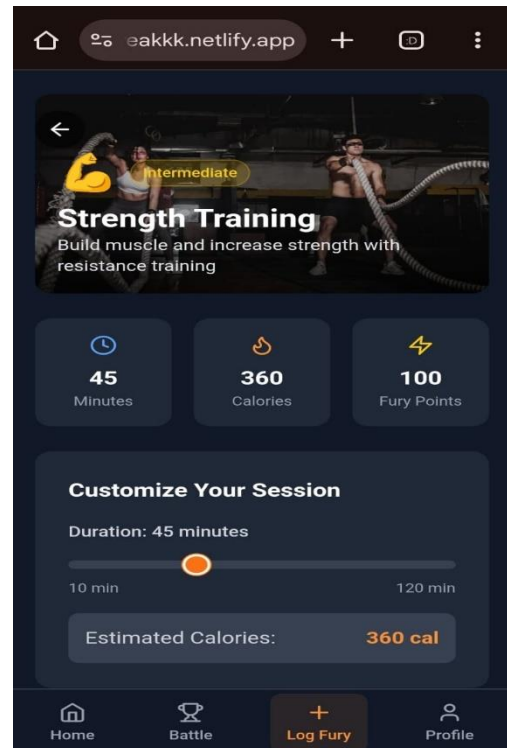 eakkk.netlify.app
:D
Intermediate
Strength Training
Build muscle and increase strength with
resistance training
45
Minutes
360
Calories
100
Fury Points
Customize Your Session
Duration: 45 minutes
10 min
120 min
Estimated Calories:
360 cal
Home
Battle
Log Fury
Profile